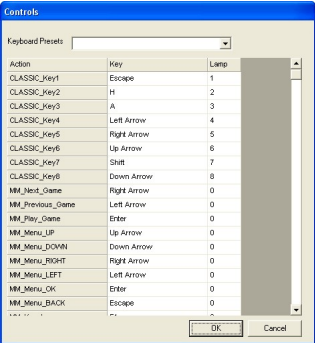 Controls
Keyboard Presets
Action Key Lamp
CLASSIC_Key1 Escape 1
CLASSIC_Key2 H 2
CLASSIC_Key3 A 3
CLASSIC_Key4 Left Arrow 4
CLASSIC_Key5 Right Arrow 5
CLASSIC_Key6 Up Arrow 6
CLASSIC_Key7 Shift 7
CLASSIC_Key8 Down Arrow 8
MM_Next_Game Right Arrow 0
MM_Previous_Game Left Arrow 0
MM_Play_Game Enter 0
MM_Menu_UP Up Arrow 0
MM_Menu_DOWN Down Arrow 0
MM_Menu_RIGHT Right Arrow 0
MM_Menu_LEFT Left Arrow 0
MM_Menu_OK Enter 0
MM_Menu_BACK Escape 0
OK Cancel